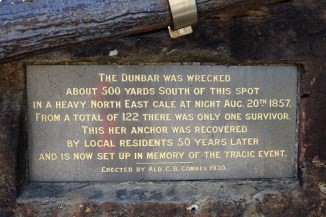 THE DUNBAR WAS WRECKED
ABOUT 500 YARDS SOUTH OF THIS SPOT
IN A HEAVY NORTH EAST GALE AT NIGHT AUG. 20TH 1857.
FROM A TOTAL OF 122 THERE WAS ONLY ONE SURVIVOR.
THIS HER ANCHOR WAS RECOVERED
BY LOCAL RESIDENTS 50 YEARS LATER
AND IS NOW SET UP IN MEMORY OF THE TRAGIC EVENT.
ERECTED BY ALD. C. B. COMBES 1930.